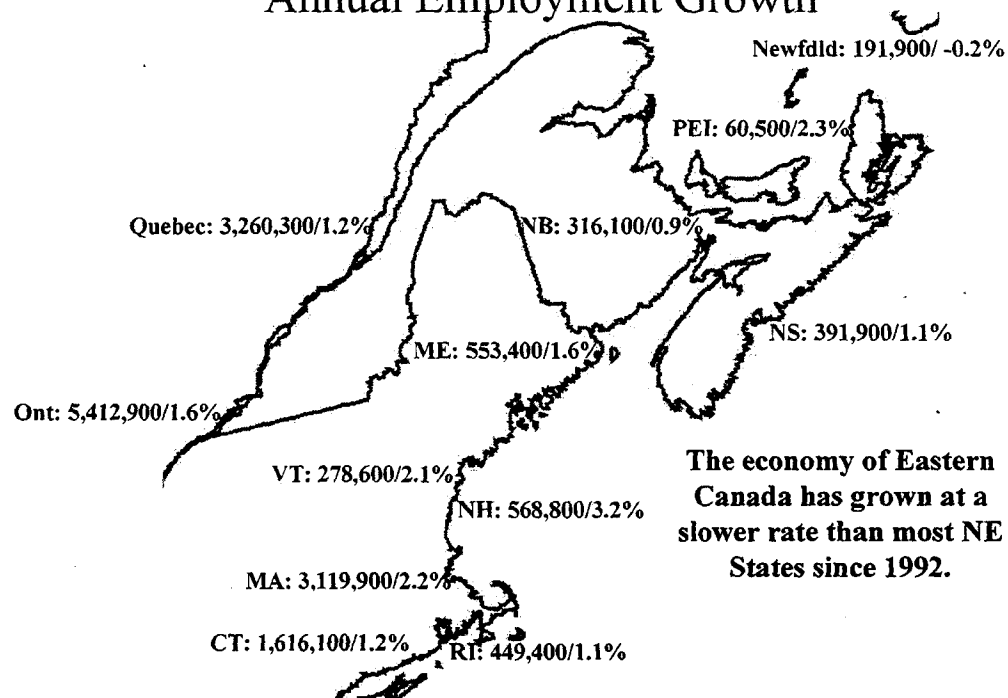 Annual Employment Growth
Newfdld: 191,900/ -0.2%
PEI: 60,500/2.3%
Quebec: 3,260,300/1.2%
NB: 316,100/0.9%
NS: 391,900/1.1%
ME: 553,400/1.6%
Ont: 5,412,900/1.6%
VT: 278,600/2.1%
NH: 568,800/3.2%
The economy of Eastern
Canada has grown at a
slower rate than most NE
States since 1992.
MA: 3,119,900/2.2%
CT: 1,616,100/1.2%
RI: 449,400/1.1%